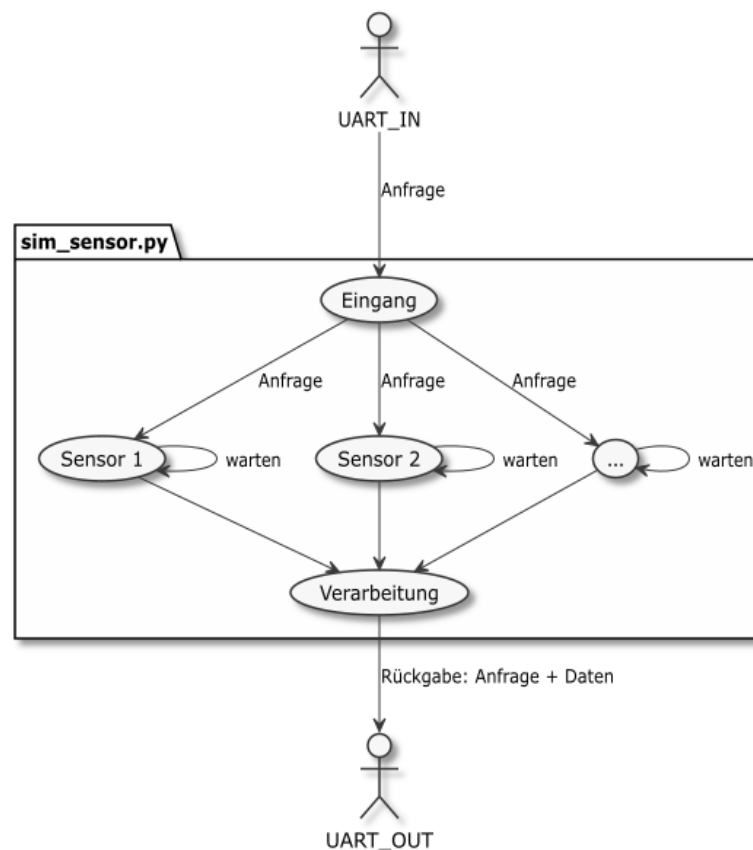 UART_IN
Anfrage
sim_sensor.py
Eingang
Anfrage
Anfrage
Anfrage
Sensor 1
warten
Sensor 2
warten
...
warten
Verarbeitung
Rückgabe: Anfrage + Daten
UART_OUT